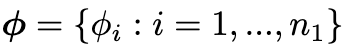 𝝓 = {ϕᵢ : i = 1, ..., n₁}